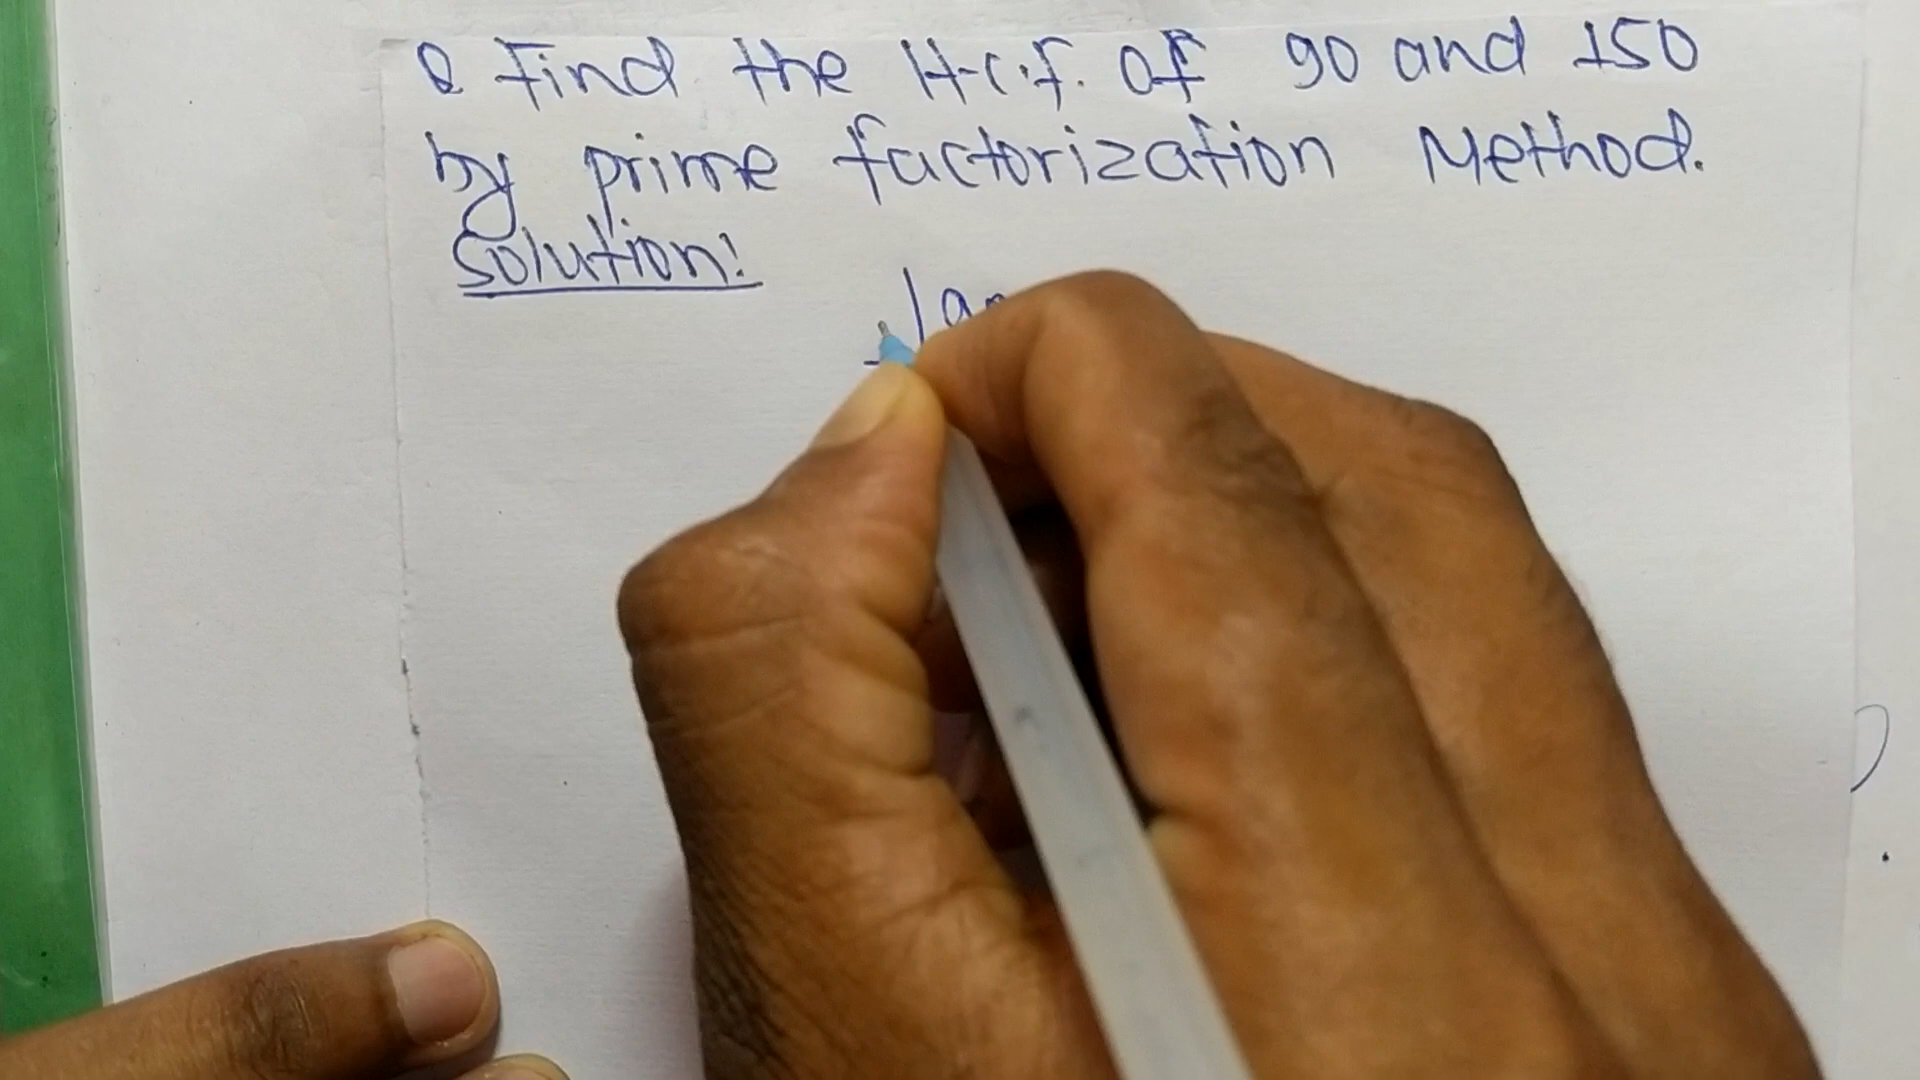 Q Find the H.C.f. Of 90 and 150
by prime factorization Method.
Solution: